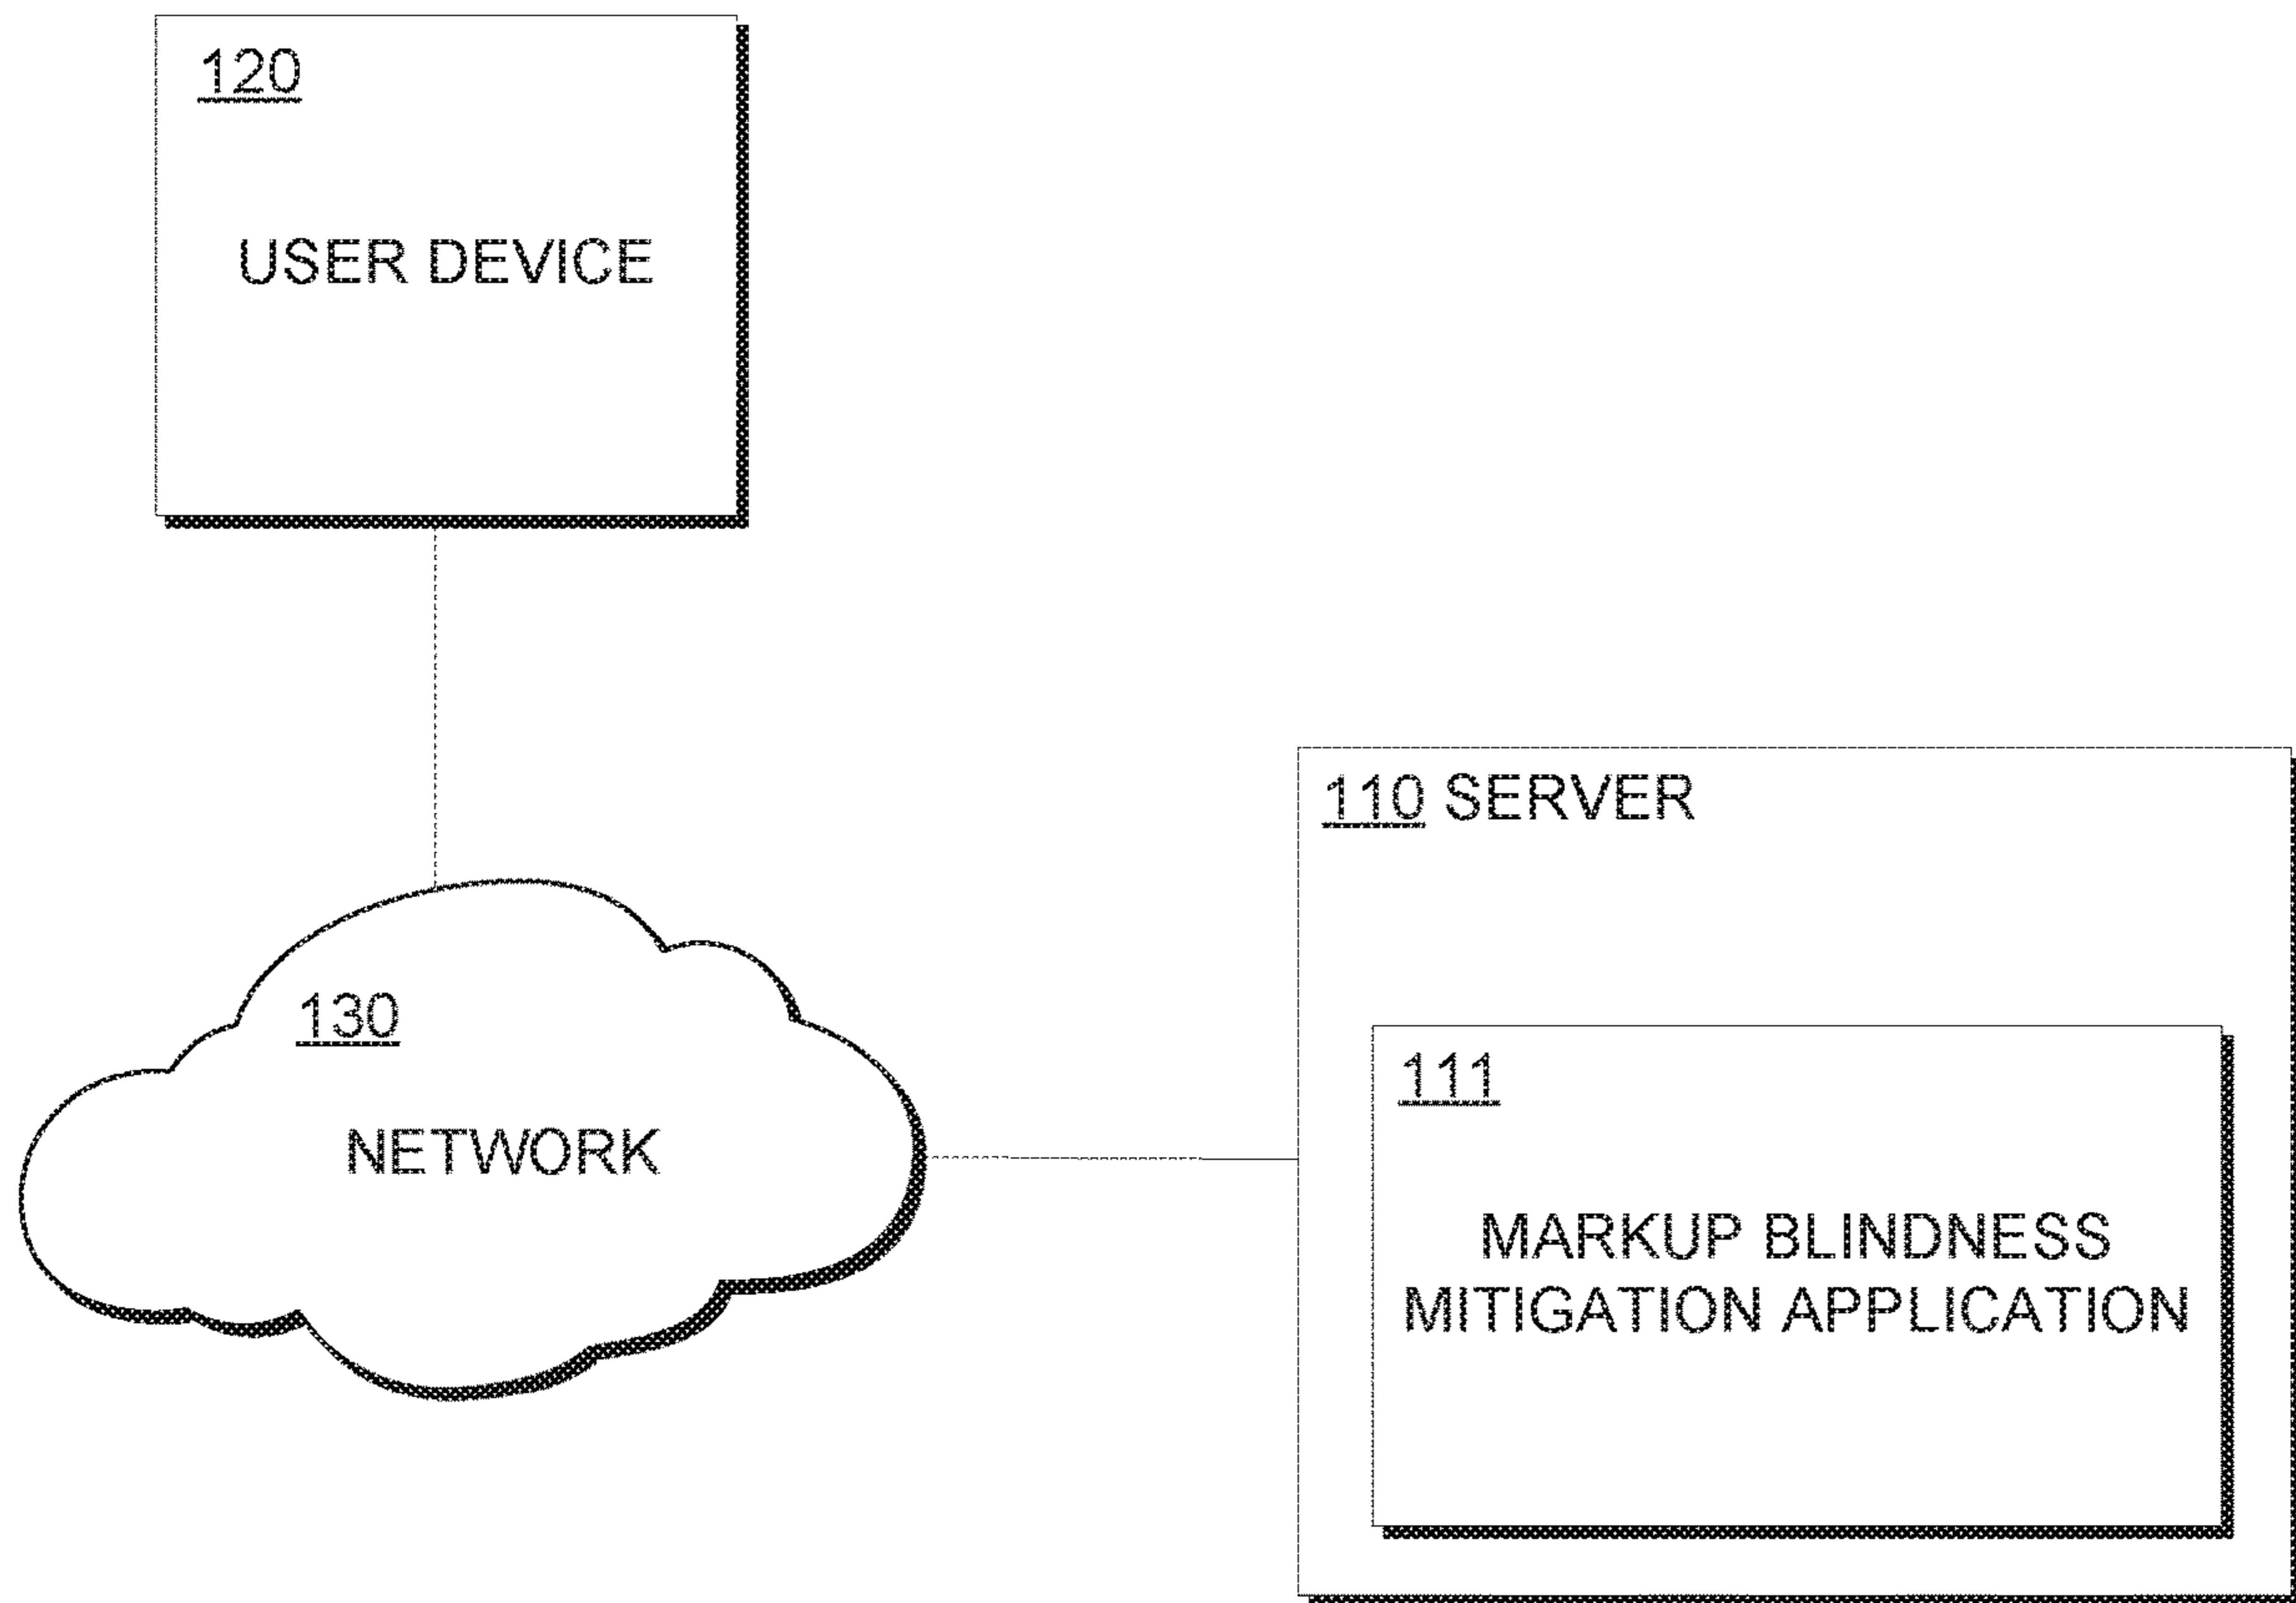 120
USER DEVICE
110 SERVER
130
NETWORK
111
MARKUP BLINDNESS
MITIGATION APPLICATION